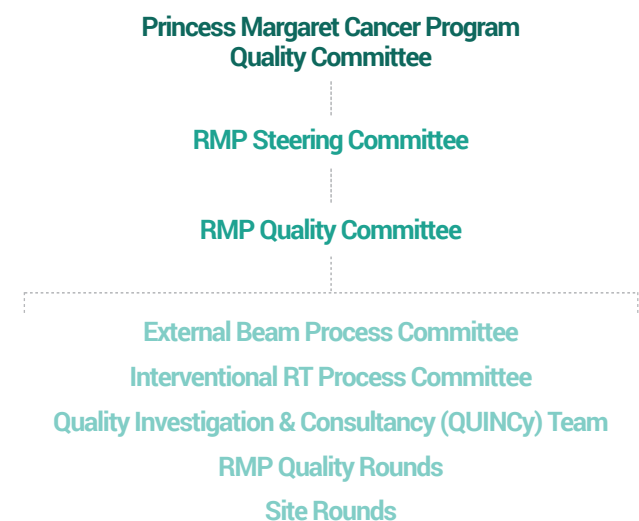 Princess Margaret Cancer Program
Quality Committee
RMP Steering Committee
RMP Quality Committee
External Beam Process Committee
Interventional RT Process Committee
Quality Investigation & Consultancy (QUINCy) Team
RMP Quality Rounds
Site Rounds